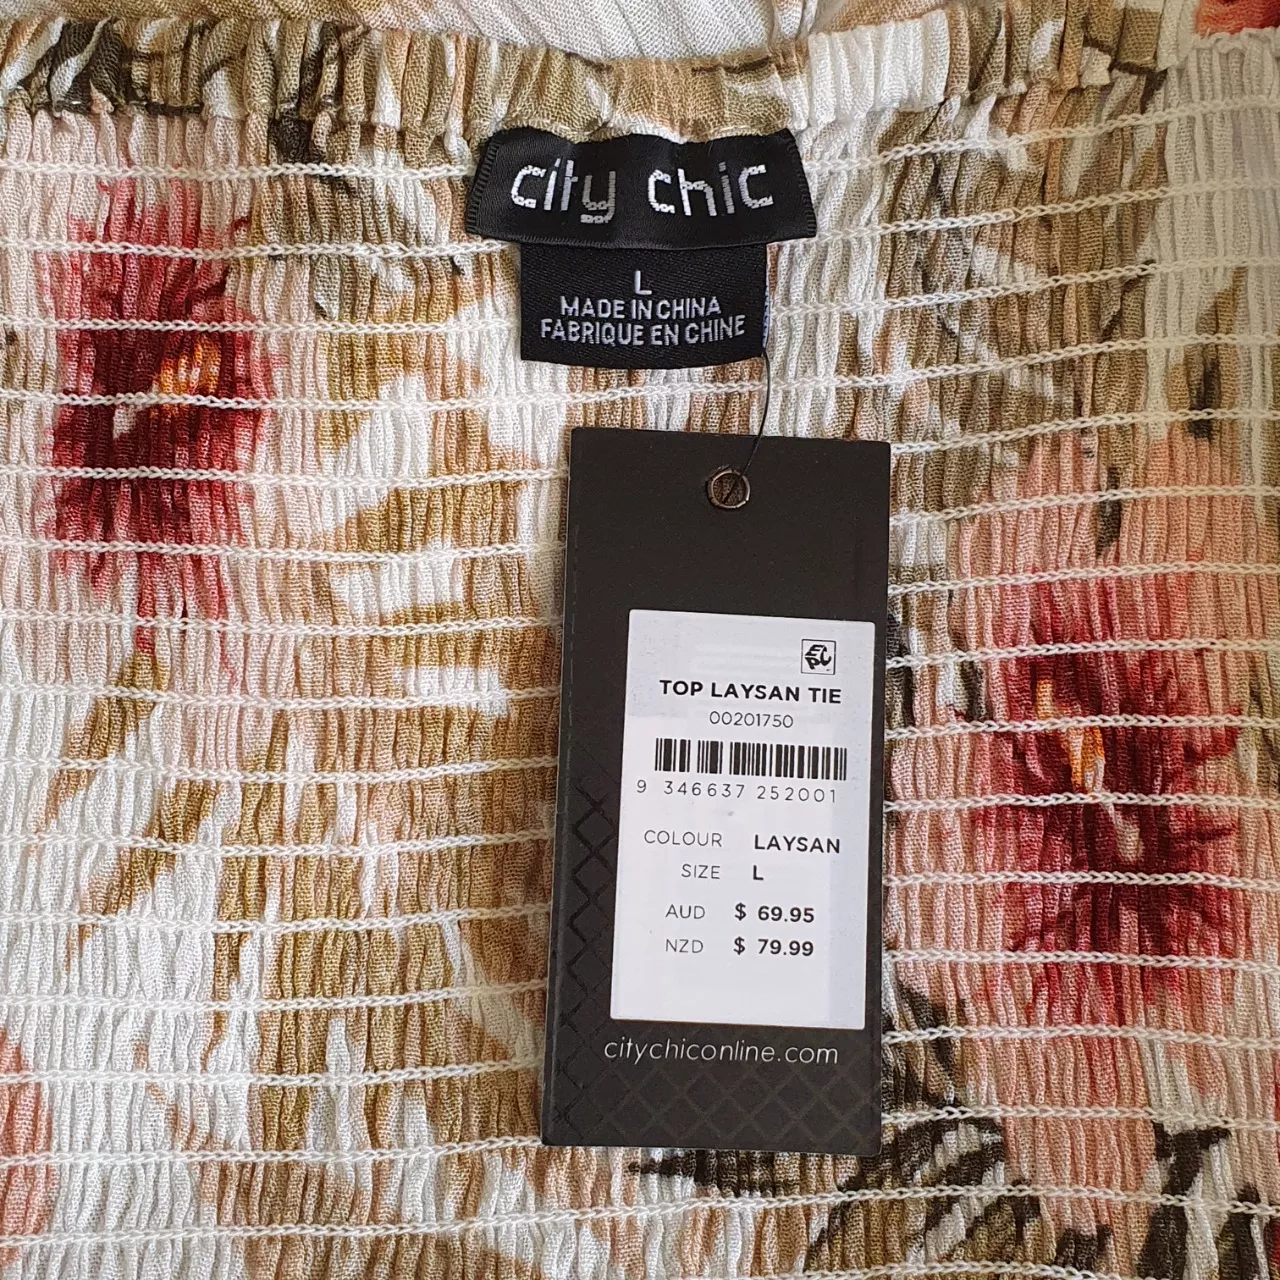 city chic
L
MADE IN CHINA
FABRIQUE EN CHINE
TOP LAYSAN TIE
00201750
9 346637 252001
COLOUR LAYSAN
SIZE L
AUD $ 69.95
NZD $ 79.99
citychiconline.com